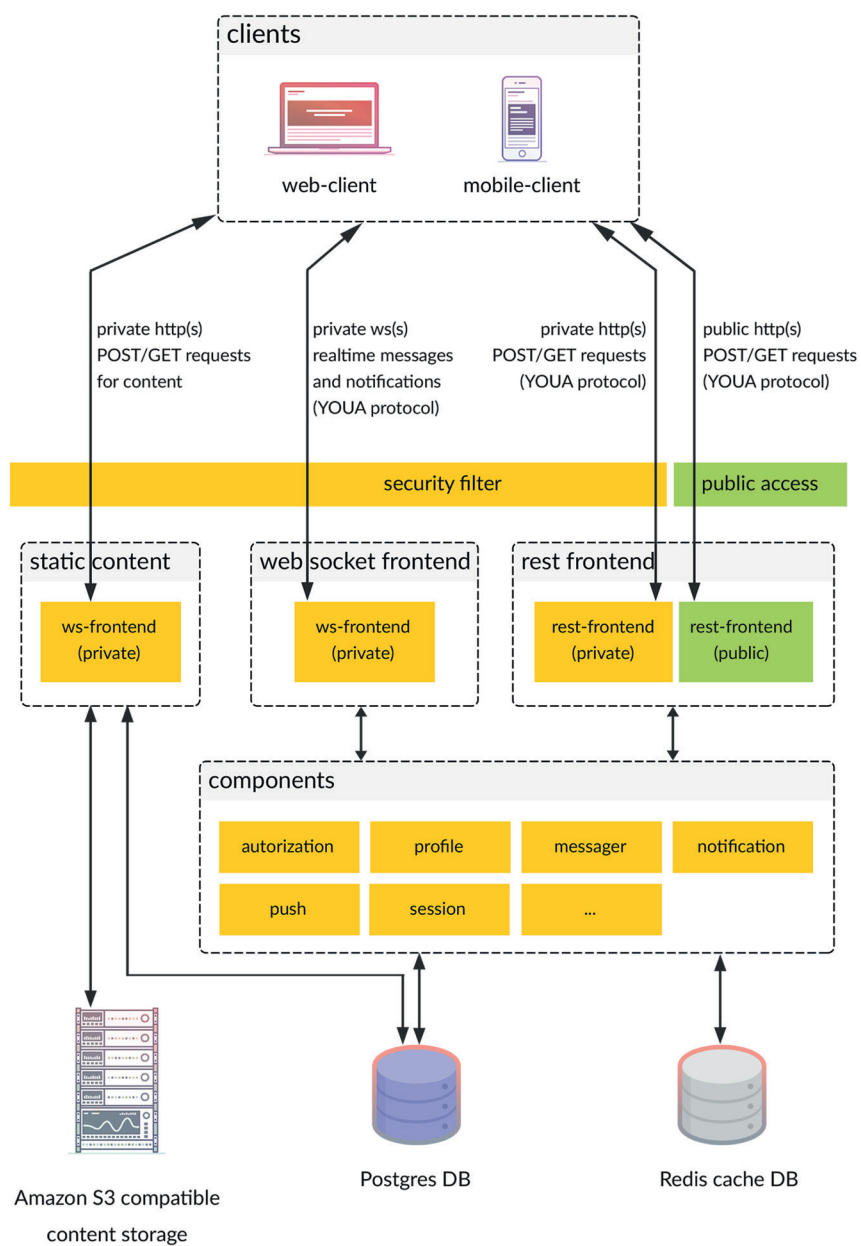 clients
web-client
mobile-client
private http(s)
POST/GET requests
for content
private ws(s)
realtime messages
and notifications
(YOUA protocol)
private http(s)
POST/GET requests
(YOUA protocol)
public http(s)
POST/GET requests
(YOUA protocol)
security filter
public access
static content
web socket frontend
rest frontend
ws-frontend
(private)
ws-frontend
(private)
rest-frontend
(private)
rest-frontend
(public)
components
autorization
profile
messager
notification
push
session
...
Postgres DB
Redis cache DB
Amazon S3 compatible
content storage